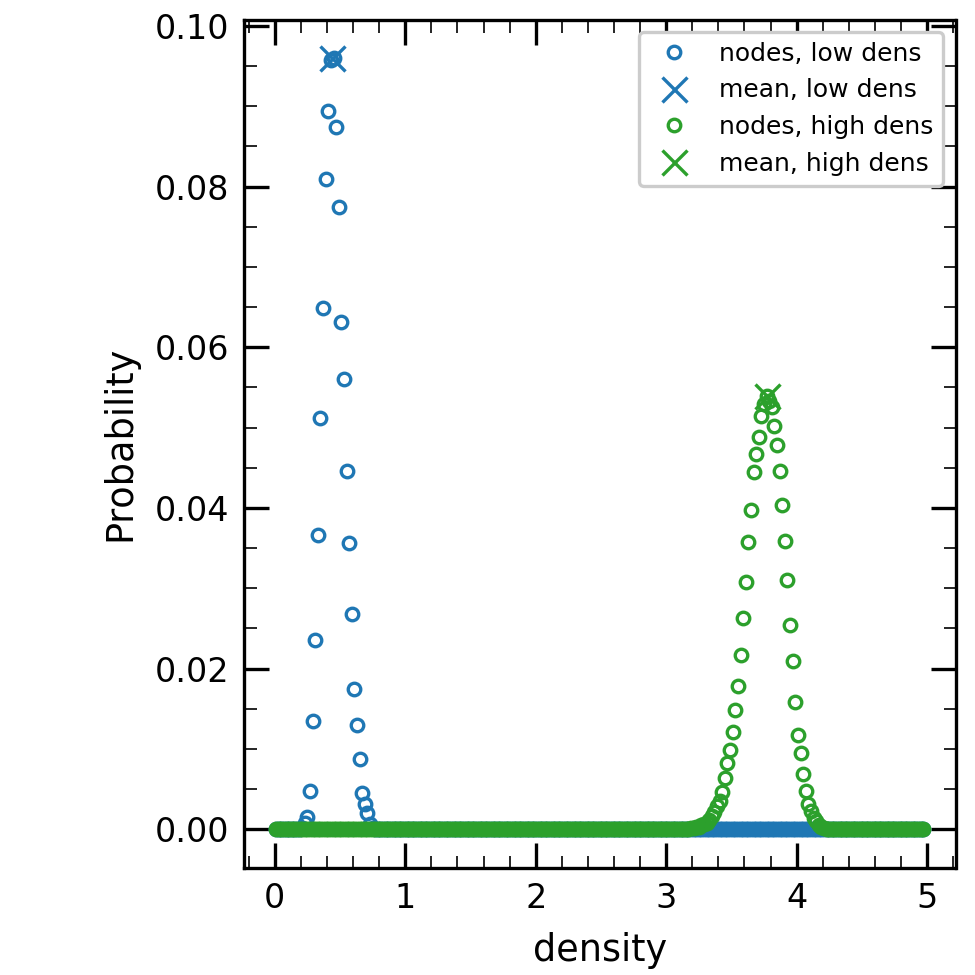 0.10
0.08
0.06
0.04
0.02
0.00
Probability
0
1
2
3
4
5
density
nodes, low dens
mean, low dens
nodes, high dens
mean, high dens